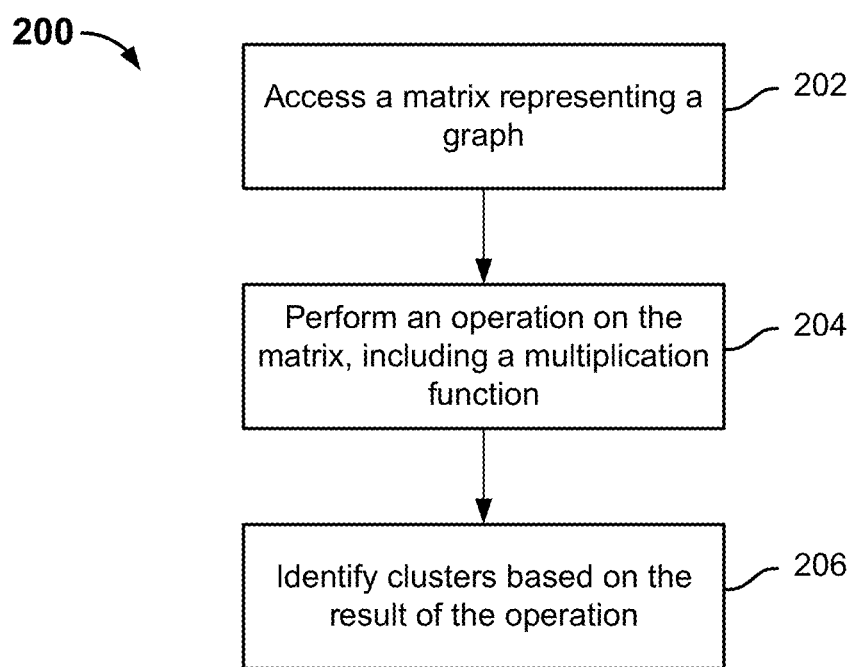 200
Access a matrix representing a
graph
202
Perform an operation on the
matrix, including a multiplication
function
204
Identify clusters based on the
result of the operation
206